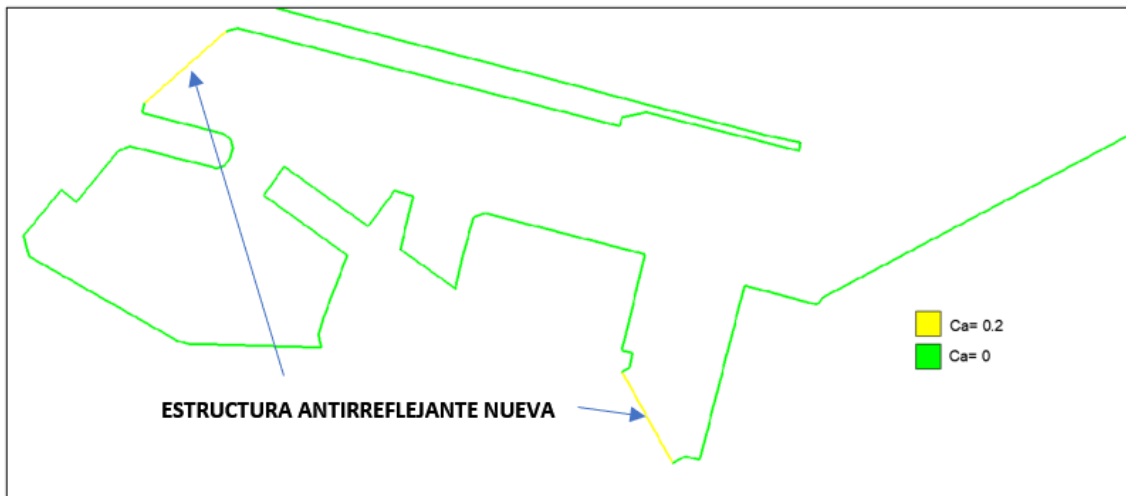 Ca= 0.2
Ca= 0
ESTRUCTURA ANTIRREFLEJANTE NUEVA